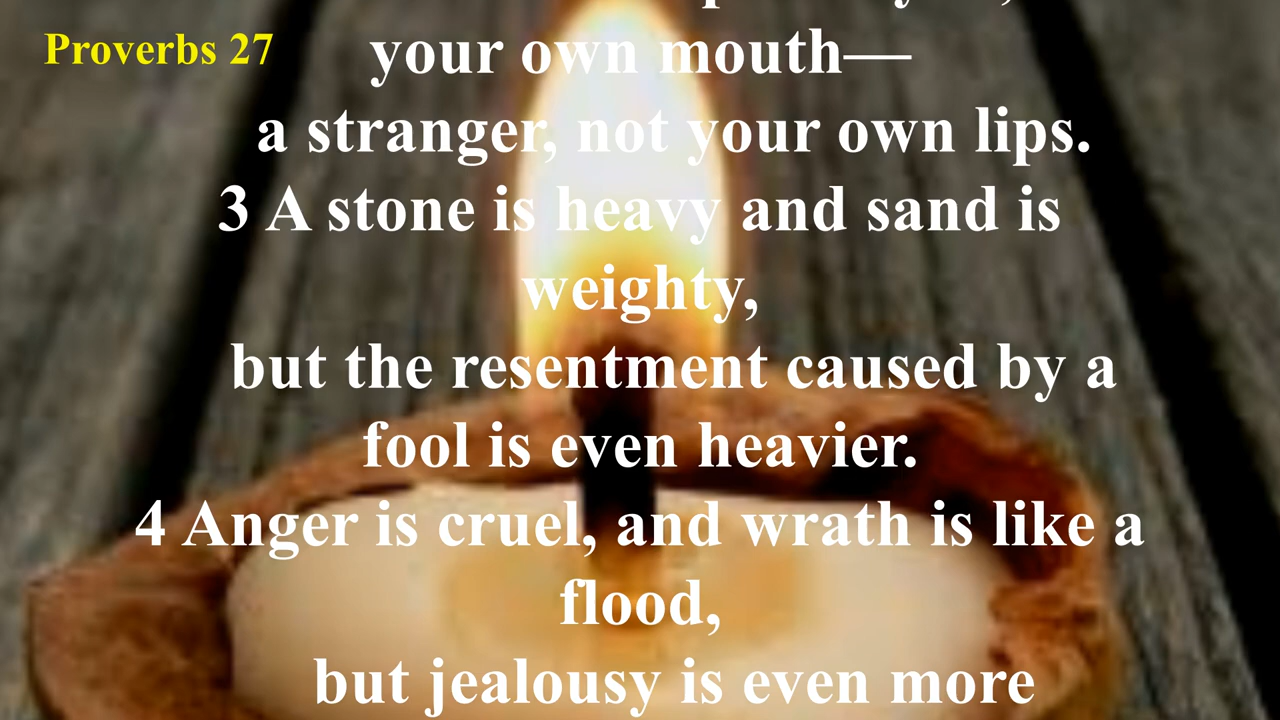 Proverbs 27
your own mouth—
a stranger, not your own lips.
3 A stone is heavy and sand is
weighty,
but the resentment caused by a
fool is even heavier.
4 Anger is cruel, and wrath is like a
flood,
but jealousy is even more